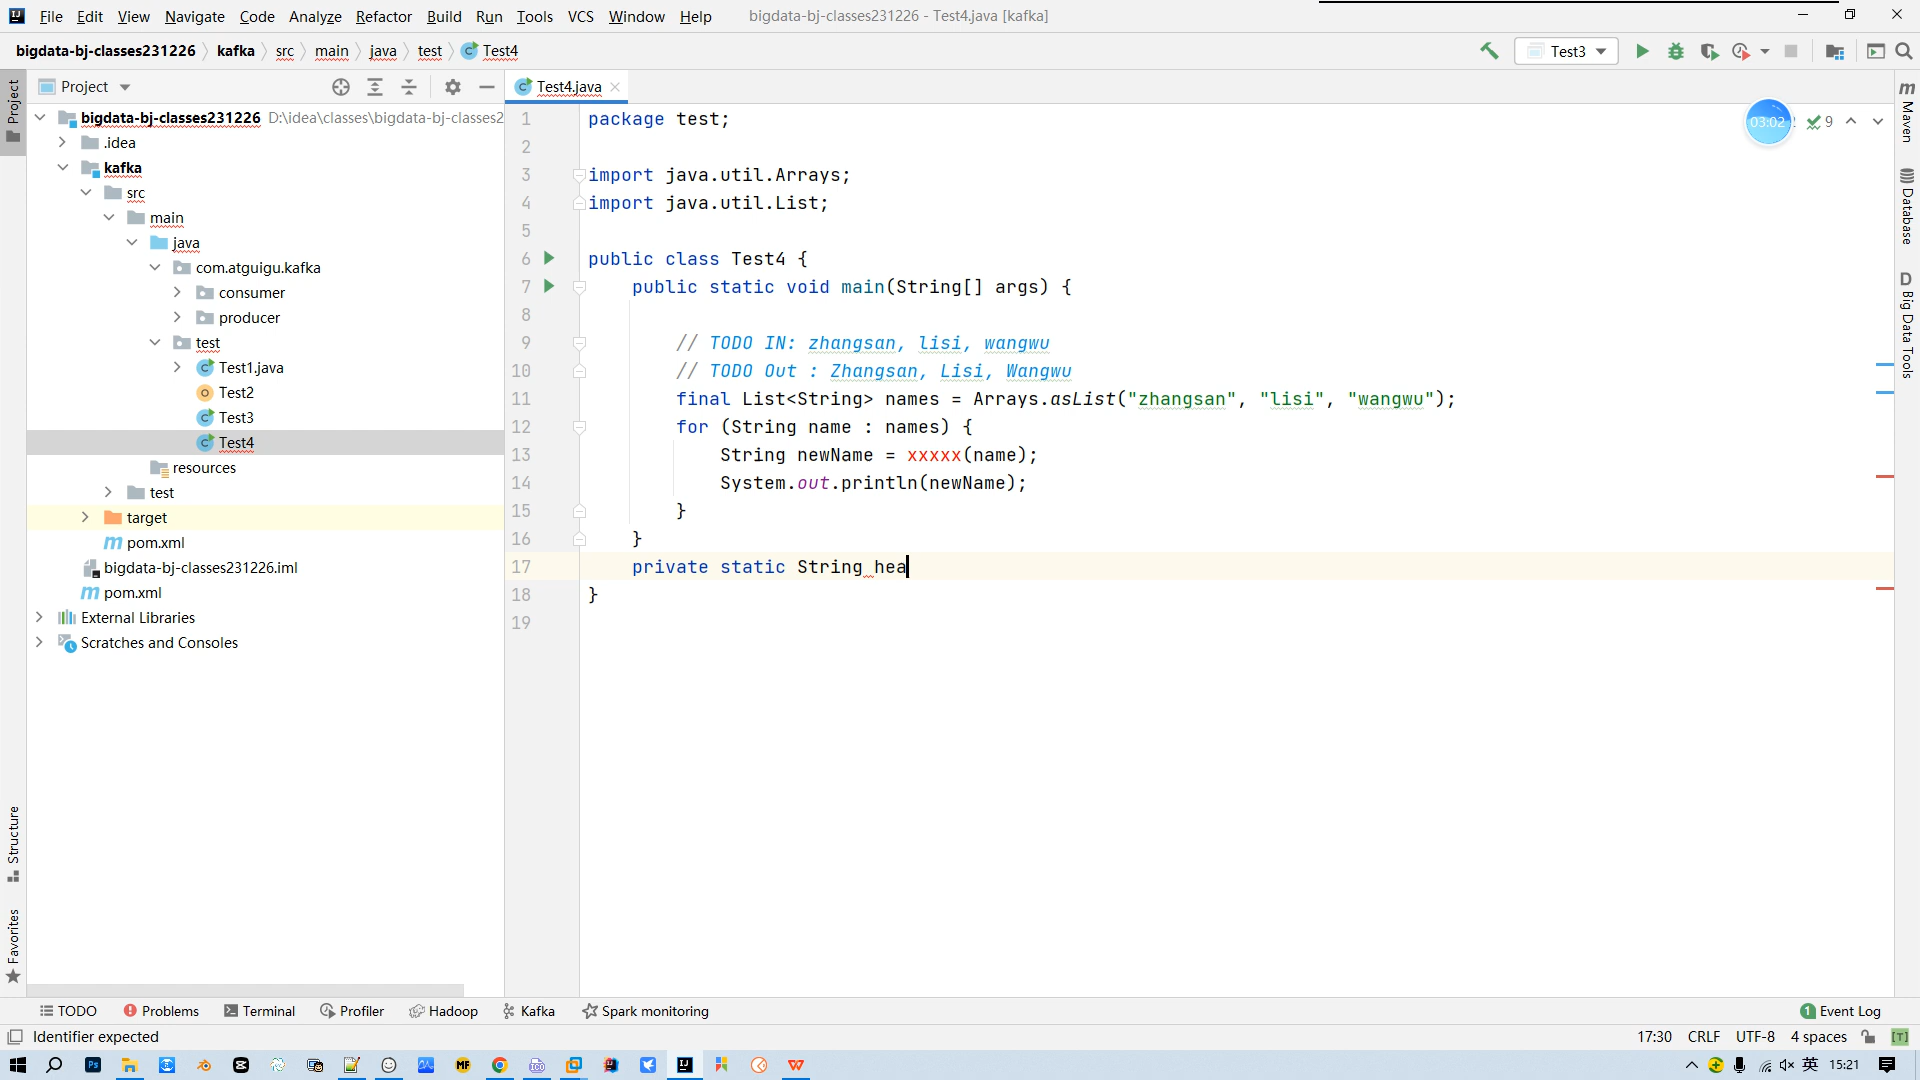 File Edit View Navigate Code Analyze Refactor Build Run Tools VCS Window Help bigdata-bj-classes231226 - Test4.java [kafka]
bigdata-bj-classes231226 kafka src main java test Test4 Test3
Project Project Test4.java
bigdata-bj-classes231226 D:\idea\classes\bigdata-bj-classes2
.idea
kafka
src
main
java
com.atguigu.kafka
consumer
producer
test
Test1.java
Test2
Test3
Test4
resources
test
target
pom.xml
bigdata-bj-classes231226.iml
pom.xml
External Libraries
Scratches and Consoles
1 package test;
2
3 import java.util.Arrays;
4 import java.util.List;
5
6 public class Test4 {
7 public static void main(String[] args) {
8
9 // TODO IN: zhangsan, lisi, wangwu
10 // TODO Out : Zhangsan, Lisi, Wangwu
11 final List<String> names = Arrays.asList("zhangsan", "lisi", "wangwu");
12 for (String name : names) {
13 String newName = xxxxx(name);
14 System.out.println(newName);
15 }
16 }
17 private static String hea
18 }
19
03:02
9
Maven
Database
Big Data Tools
Structure
Favorites
TODO Problems Terminal Profiler Hadoop Kafka Spark monitoring 1 Event Log
Identifier expected 17:30 CRLF UTF-8 4 spaces
英 15:21